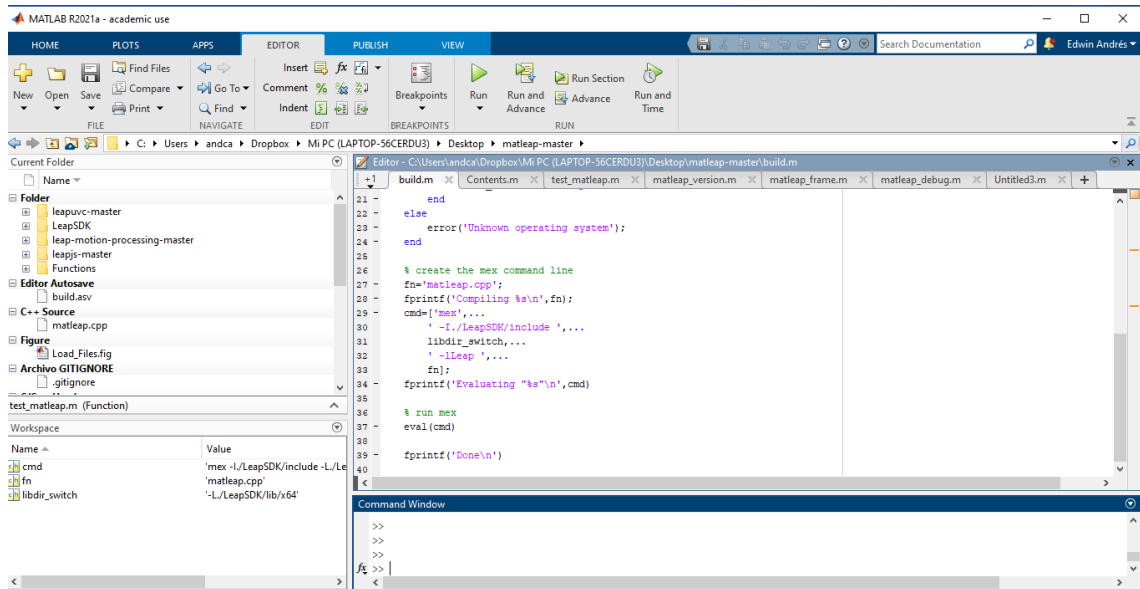 MATLAB R2021a - academic use
HOME PLOTS APPS EDITOR PUBLISH VIEW Search Documentation Edwin Andrés
New Open Save Find Files Compare Print
FILE
Go To Find
NAVIGATE
Insert fx
Comment %
Indent
EDIT
Breakpoints
BREAKPOINTS
Run Run and Advance Run Section Advance Run and Time
RUN
C: Users andca Dropbox Mi PC (LAPTOP-56CERDU3) Desktop matleap-master
Current Folder
Name
Folder
leapuvc-master
LeapSDK
leap-motion-processing-master
leapjs-master
Functions
Editor Autosave
build.asv
C++ Source
matleap.cpp
Figure
Load_Files.fig
Archivo GITIGNORE
.gitignore
test_matleap.m (Function)
Workspace
Name Value
cmd 'mex -I./LeapSDK/include -L./Le
fn 'matleap.cpp'
libdir_switch '-L./LeapSDK/lib/x64'
Editor - C:\Users\andca\Dropbox\Mi PC (LAPTOP-56CERDU3)\Desktop\matleap-master\build.m
+1 build.m Contents.m test_matleap.m matleap_version.m matleap_frame.m matleap_debug.m Untitled3.m +
21 - end
22 - else
23 - error('Unknown operating system');
24 - end
25
26 % create the mex command line
27 - fn='matleap.cpp';
28 - fprintf('Compiling %s\n',fn);
29 - cmd=['mex',...
30 ' -I./LeapSDK/include ',...
31 libdir_switch,...
32 ' -lLeap ',...
33 fn];
34 - fprintf('Evaluating "%s"\n',cmd)
35
36 % run mex
37 - eval(cmd)
38
39 - fprintf('Done\n')
40
Command Window
>>
>>
>>
fx >>